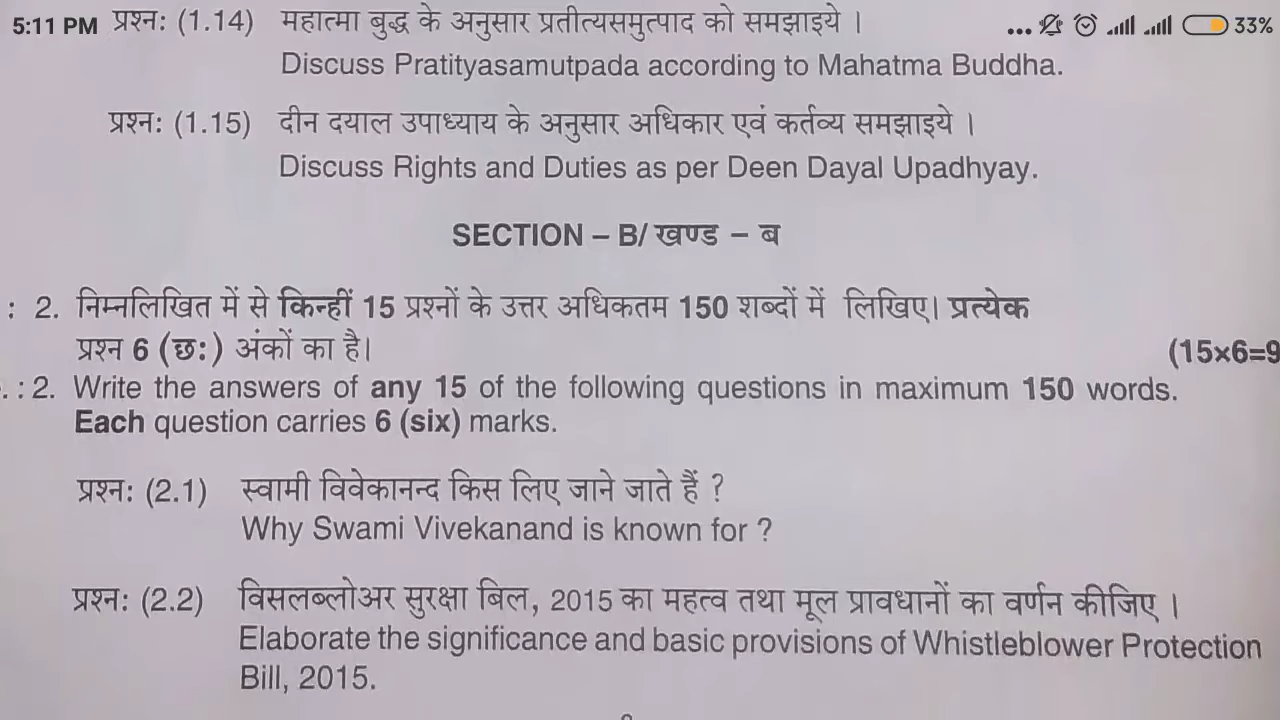 5:11 PM ... 33%
प्रश्न: (1.14) महात्मा बुद्ध के अनुसार प्रतीत्यसमुत्पाद को समझाइये ।
Discuss Pratityasamutpada according to Mahatma Buddha.
प्रश्न: (1.15) दीन दयाल उपाध्याय के अनुसार अधिकार एवं कर्तव्य समझाइये ।
Discuss Rights and Duties as per Deen Dayal Upadhyay.
SECTION – B/ खण्ड – ब
: 2. निम्नलिखित में से किन्हीं 15 प्रश्नों के उत्तर अधिकतम 150 शब्दों में लिखिए। प्रत्येक
प्रश्न 6 (छ:) अंकों का है। (15×6=9
. : 2. Write the answers of any 15 of the following questions in maximum 150 words.
Each question carries 6 (six) marks.
प्रश्न: (2.1) स्वामी विवेकानन्द किस लिए जाने जाते हैं ?
Why Swami Vivekanand is known for ?
प्रश्न: (2.2) विसलब्लोअर सुरक्षा बिल, 2015 का महत्व तथा मूल प्रावधानों का वर्णन कीजिए ।
Elaborate the significance and basic provisions of Whistleblower Protection
Bill, 2015.